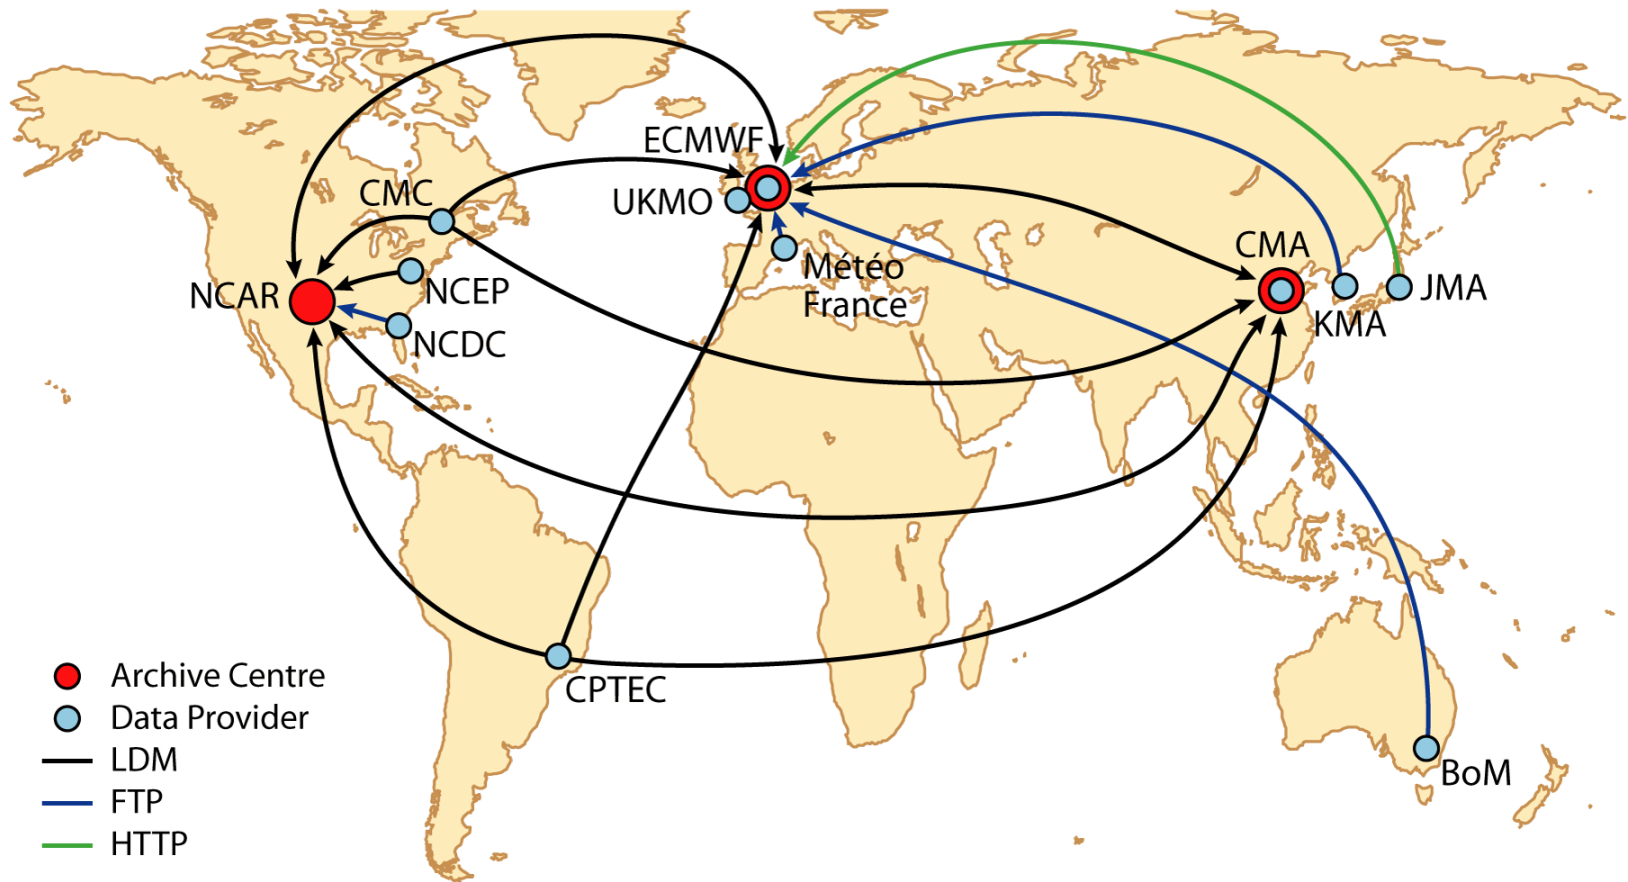 ECMWF
CMC
UKMO
CMA
Météo
France
NCAR
NCEP
JMA
KMA
NCDC
CPTEC
BoM
Archive Centre
Data Provider
LDM
FTP
HTTP